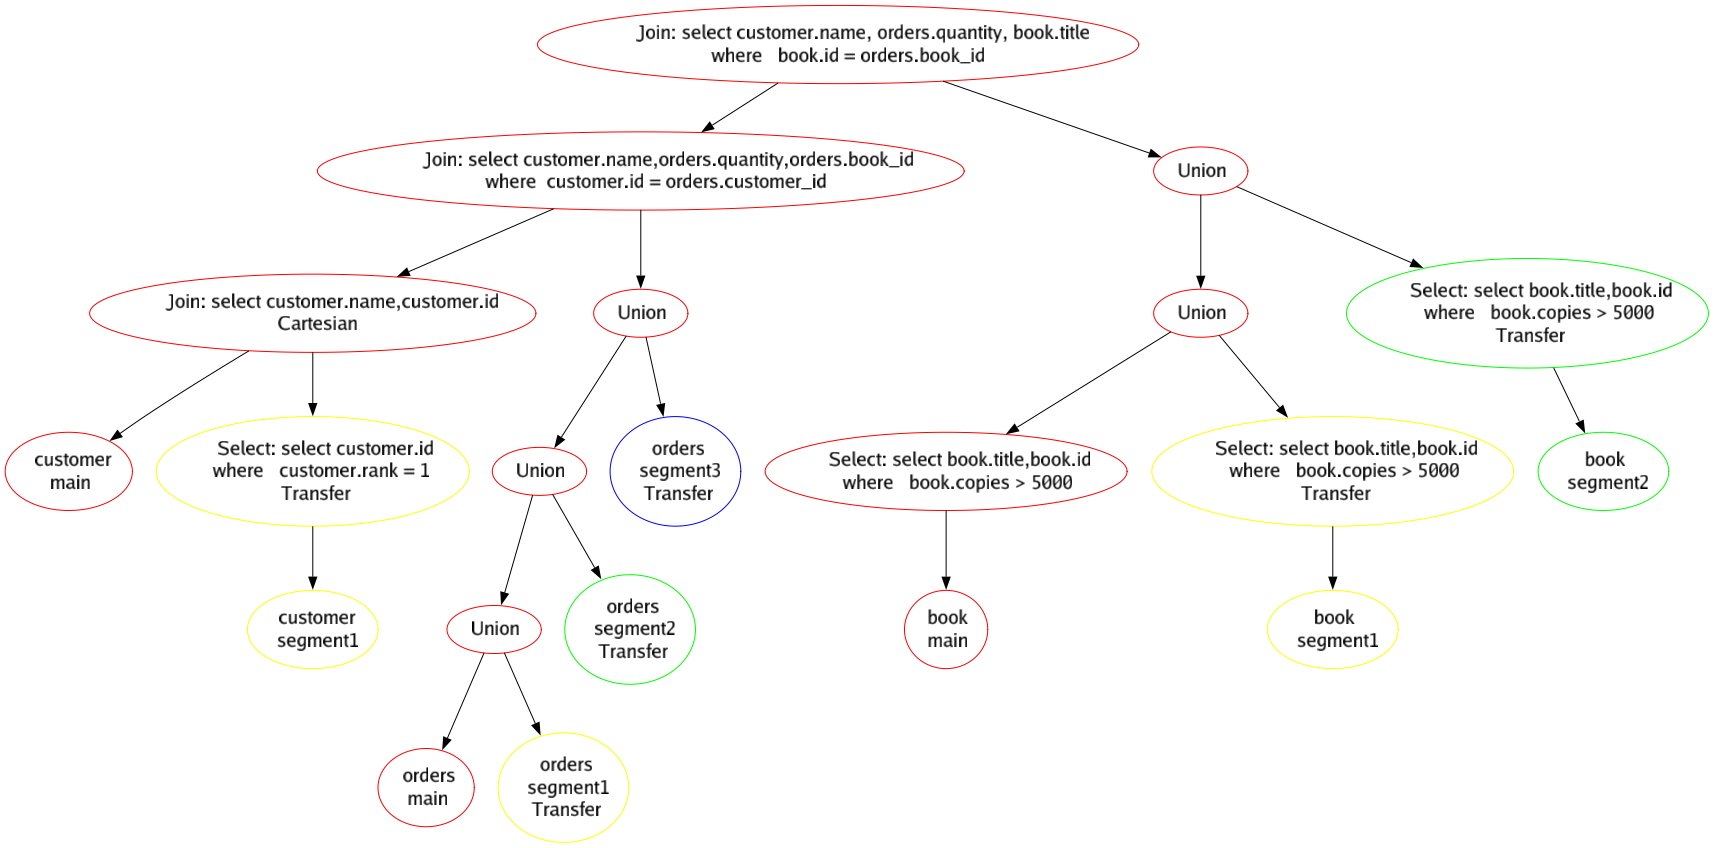 Join: select customer.name, orders.quantity, book.title
where   book.id = orders.book_id
Join: select customer.name,orders.quantity,orders.book_id
where  customer.id = orders.customer_id
Union
Join: select customer.name,customer.id
Cartesian
Union
Union
Select: select book.title,book.id
where   book.copies > 5000
Transfer
customer
main
Select: select customer.id
where   customer.rank = 1
Transfer
Union
orders
segment3
Transfer
Select: select book.title,book.id
where   book.copies > 5000
Select: select book.title,book.id
where   book.copies > 5000
Transfer
book
segment2
customer
segment1
Union
orders
segment2
Transfer
book
main
book
segment1
orders
main
orders
segment1
Transfer